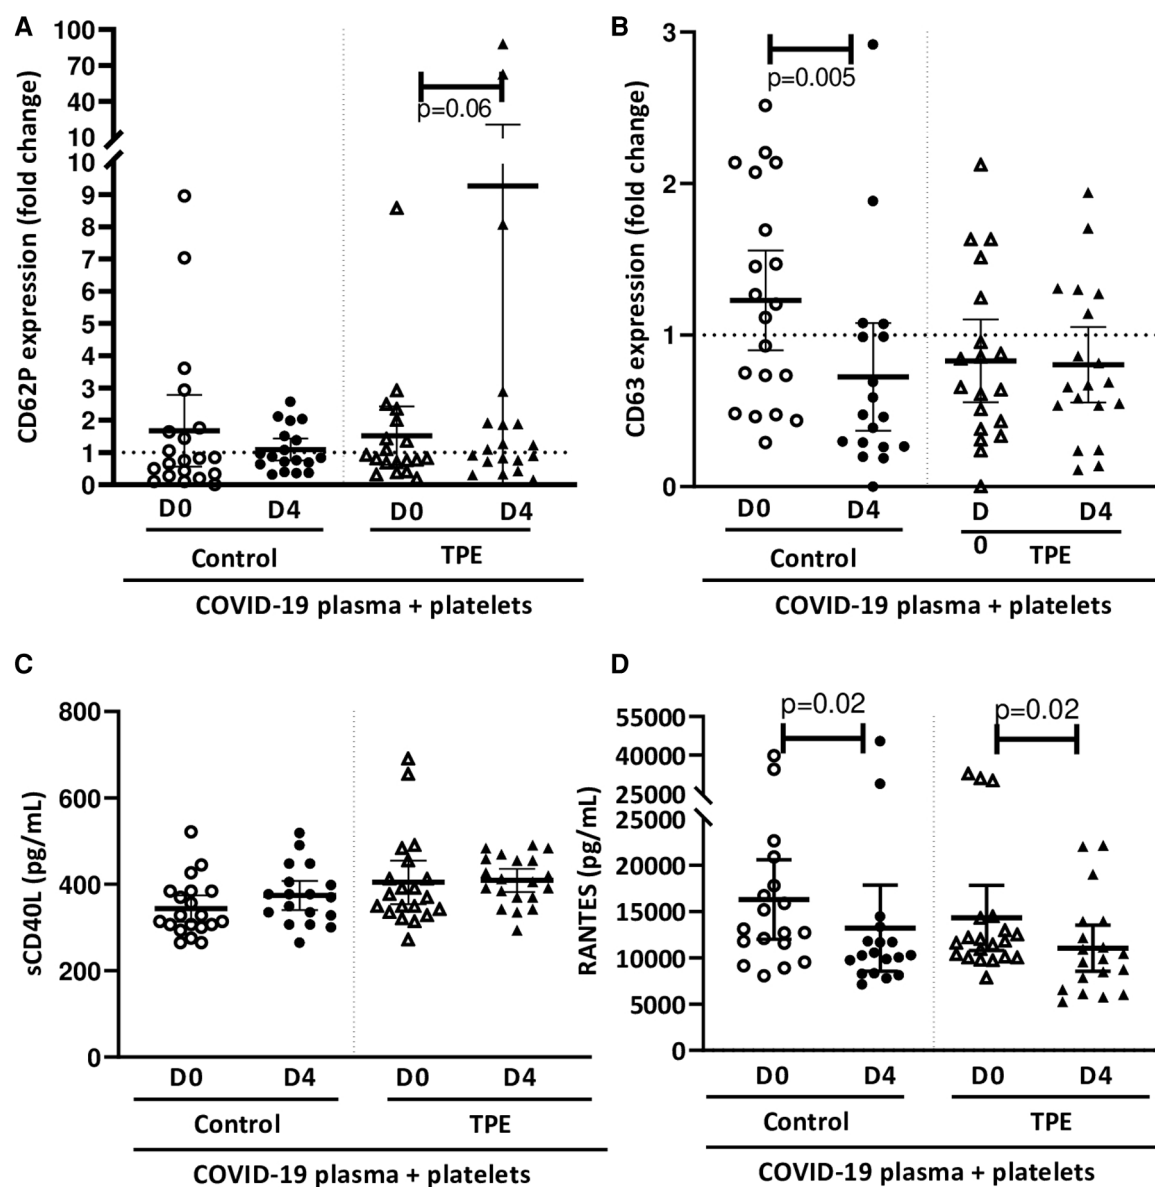 A
CD62P expression (fold change)
100
70
40
10
10
9
8
7
6
5
4
3
2
1
0
p=0.06
D0 D4 D0 D4
Control TPE
COVID-19 plasma + platelets
B
CD63 expression (fold change)
3
2
1
0
p=0.005
D0 D4 D D4
0
Control TPE
COVID-19 plasma + platelets
C
sCD40L (pg/mL)
800
600
400
200
0
D0 D4 D0 D4
Control TPE
COVID-19 plasma + platelets
D
RANTES (pg/mL)
55000
40000
25000
25000
20000
15000
10000
5000
0
p=0.02 p=0.02
D0 D4 D0 D4
Control TPE
COVID-19 plasma + platelets